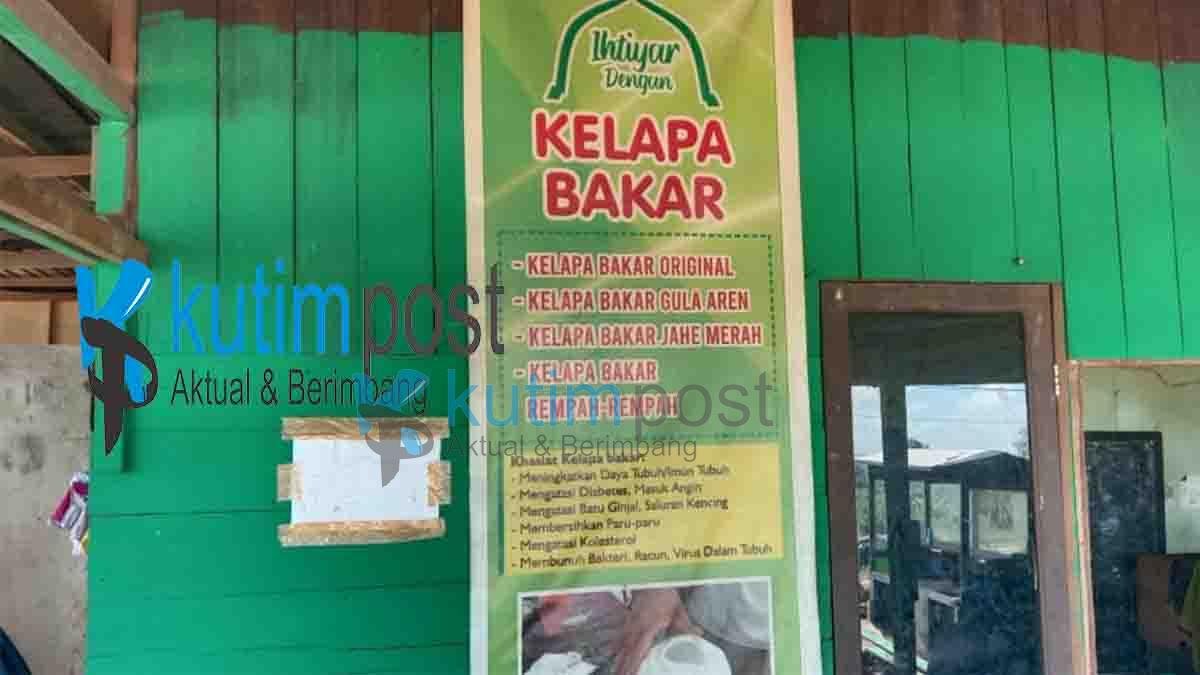 Ihtiyar
Dengan
KELAPA
BAKAR
- KELAPA BAKAR ORIGINAL
- KELAPA BAKAR GULA AREN
- KELAPA BAKAR JAHE MERAH
- KELAPA BAKAR
REMPAH-REMPAH
Khasiat Kelapa bakar:
- Meningkatkan Daya Tubuh/Imun Tubuh
- Mengatasi Diabetes, Masuk Angin
- Mengatasi Batu Ginjal, Saluran Kencing
- Membersihkan Paru-paru
- Mengatasi Kolesterol
- Membunuh Bakteri, Racun, Virus Dalam Tubuh
kutimpost
Aktual & Berimbang
kutimpost
Aktual & Berimbang